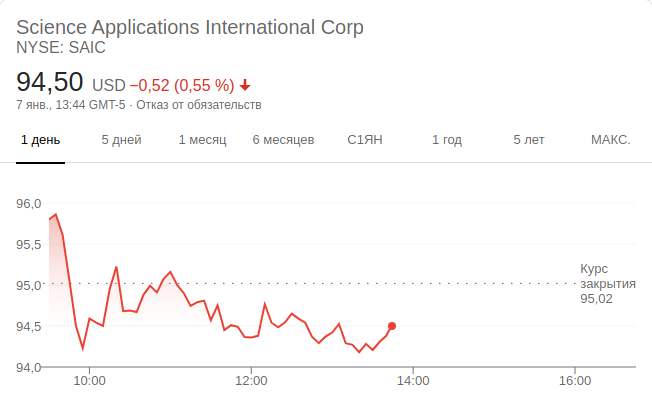 Science Applications International Corp
NYSE: SAIC
94,50 USD −0,52 (0,55 %)
7 янв., 13:44 GMT-5 · Отказ от обязательств
1 день 5 дней 1 месяц 6 месяцев С1ЯН 1 год 5 лет МАКС.
96,0
95,5
95,0
94,5
94,0
Курс
закрытия
95,02
10:00 12:00 14:00 16:00